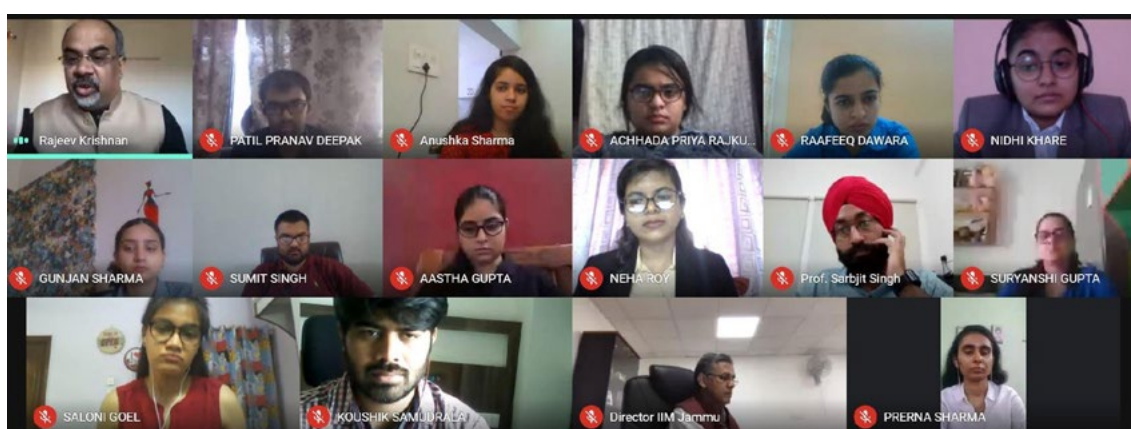 Rajeev Krishnan
PATIL PRANAV DEEPAK
Anushka Sharma
ACHHADA PRIYA RAJKU...
RAAFEEQ DAWARA
NIDHI KHARE
GUNJAN SHARMA
SUMIT SINGH
AASTHA GUPTA
NEHA ROY
Prof. Sarbjit Singh
SURYANSHI GUPTA
SALONI GOEL
KOUSHIK SAMUDRALA
Director IIM Jammu
PRERNA SHARMA